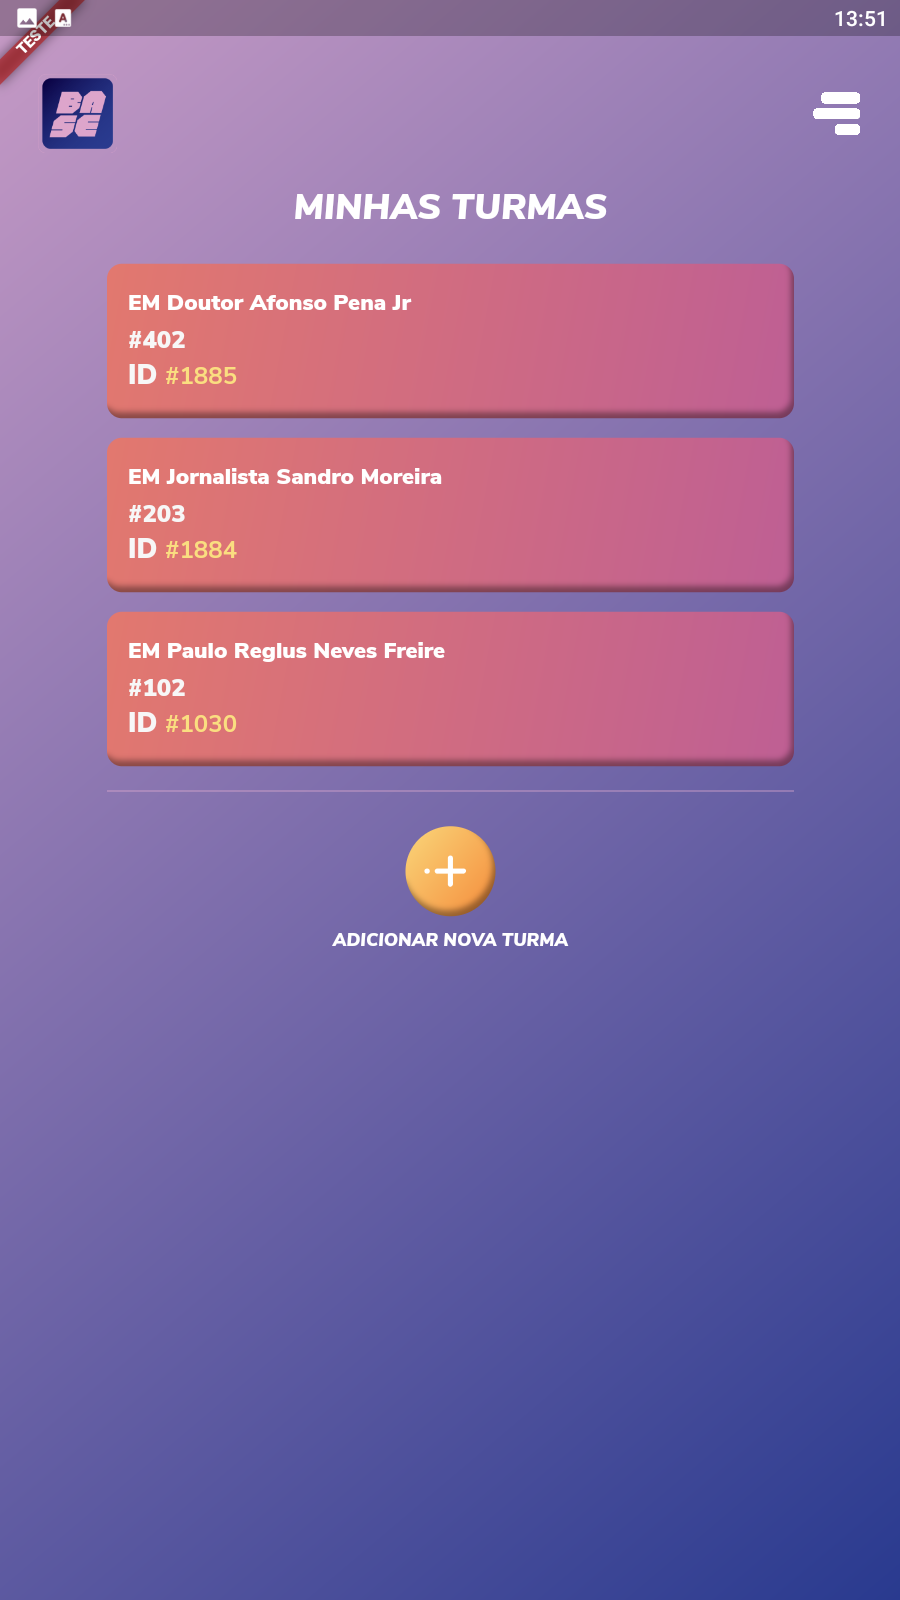 13:51
TESTE
BA
SE
MINHAS TURMAS
EM Doutor Afonso Pena Jr
#402
ID #1885
EM Jornalista Sandro Moreira
#203
ID #1884
EM Paulo Reglus Neves Freire
#102
ID #1030
ADICIONAR NOVA TURMA